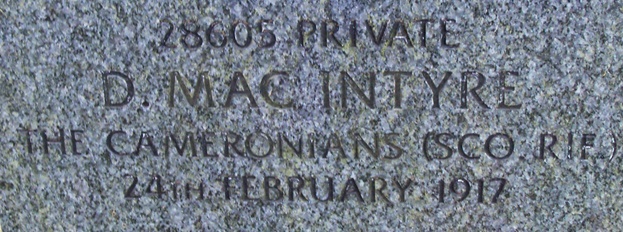 28605 PRIVATE
D. MAC INTYRE
THE CAMERONIANS (SCO. RIF.)
24TH FEBRUARY 1917